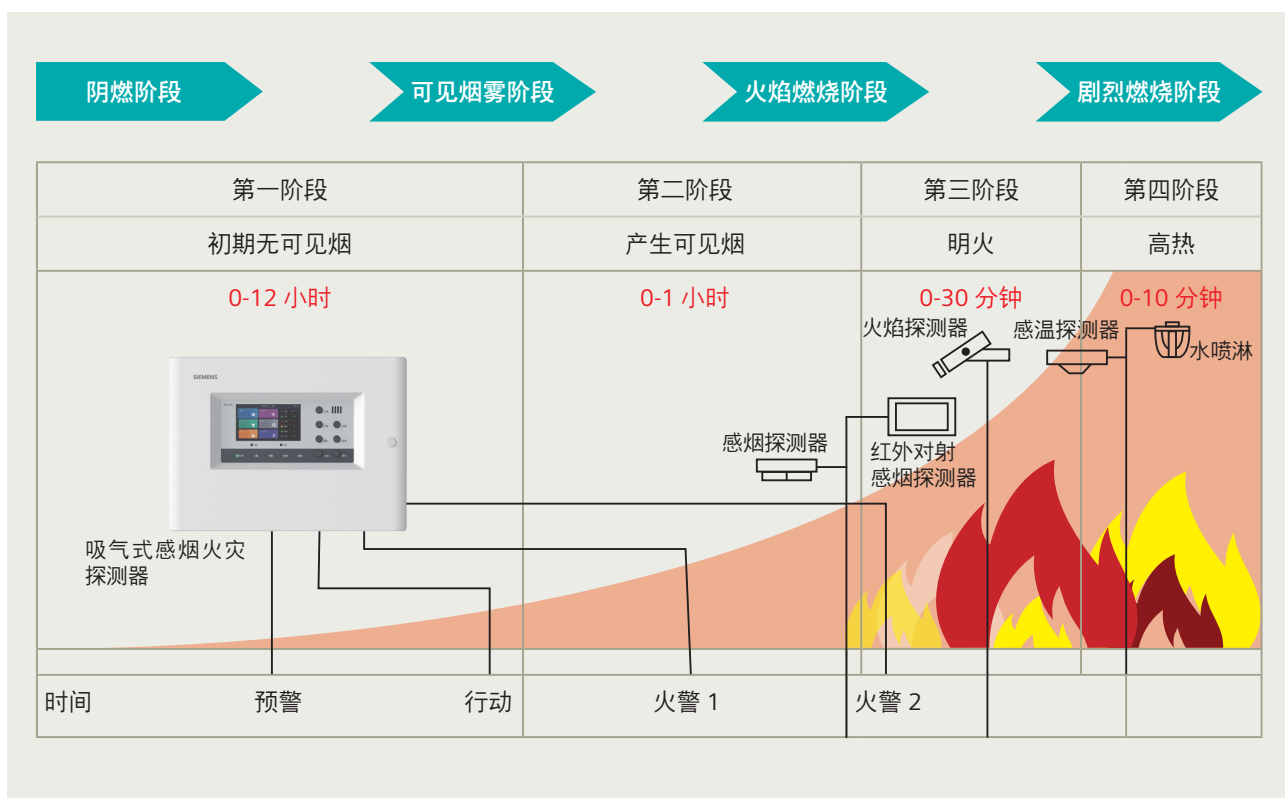 阴燃阶段
可见烟雾阶段
火焰燃烧阶段
剧烈燃烧阶段
第一阶段
第二阶段
第三阶段
第四阶段
初期无可见烟
产生可见烟
明火
高热
0-12 小时
0-1 小时
0-30 分钟
0-10 分钟
火焰探测器
感温探测器
水喷淋
SIEMENS
感烟探测器
红外对射
感烟探测器
吸气式感烟火灾
探测器
时间
预警
行动
火警 1
火警 2